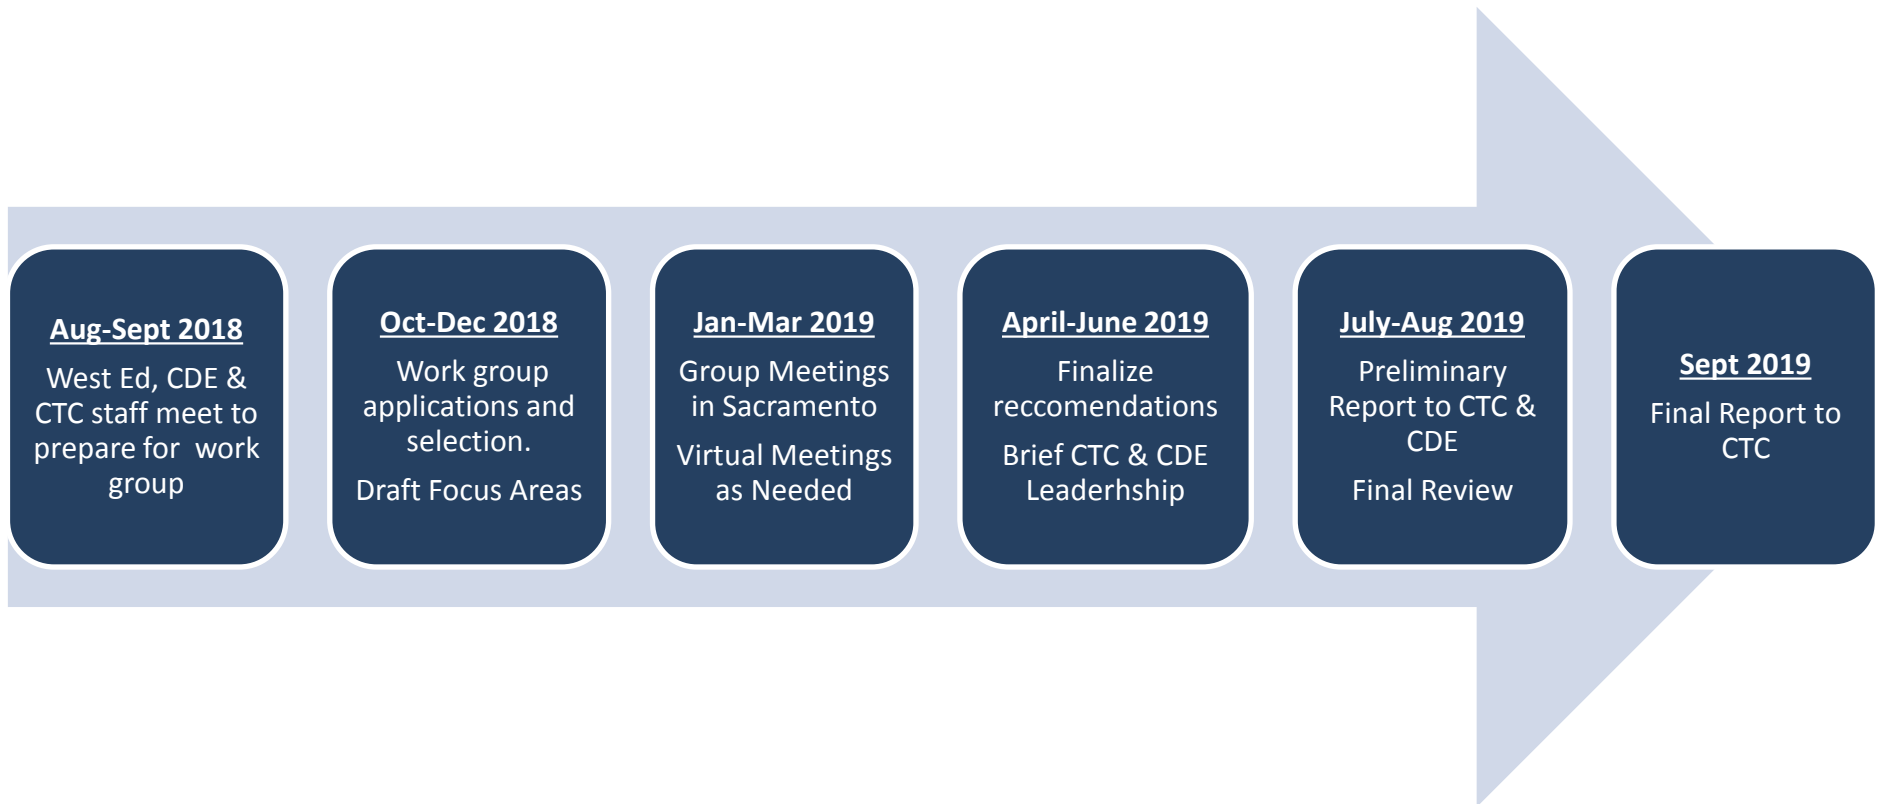 Aug-Sept 2018
West Ed, CDE &
CTC staff meet to
prepare for  work
group
Oct-Dec 2018
Work group
applications and
selection.
Draft Focus Areas
Jan-Mar 2019
Group Meetings
in Sacramento
Virtual Meetings
as Needed
April-June 2019
Finalize
reccomendations
Brief CTC & CDE
Leaderhship
July-Aug 2019
Preliminary
Report to CTC &
CDE
Final Review
Sept 2019
Final Report to
CTC